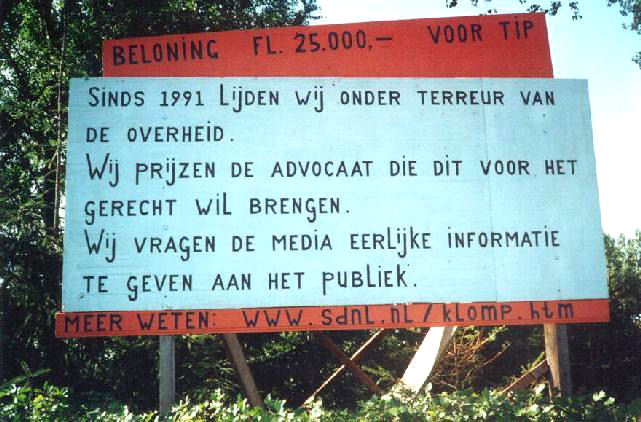 BELONING FL. 25.000,— VOOR TIP
SINDS 1991 LIJDEN WIJ ONDER TERREUR VAN
DE OVERHEID.
WIJ PRIJZEN DE ADVOCAAT DIE DIT VOOR HET
GERECHT WIL BRENGEN.
WIJ VRAGEN DE MEDIA EERLIJKE INFORMATIE
TE GEVEN AAN HET PUBLIEK.
MEER WETEN: WWW.sdnl.nl/klomp.htm